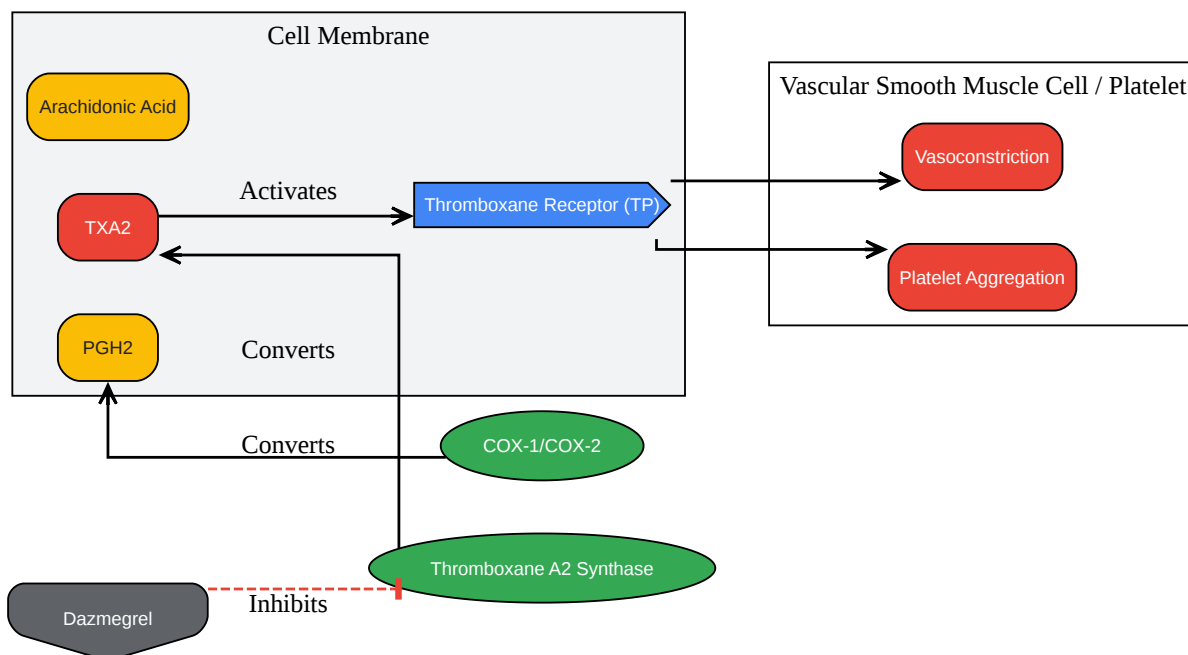 Cell Membrane
Arachidonic Acid
Vascular Smooth Muscle Cell / Platelet
Vasoconstriction
Activates
Thromboxane Receptor (TP)
TXA2
Platelet Aggregation
PGH2
Converts
Converts
COX-1/COX-2
Thromboxane A2 Synthase
Inhibits
Dazmegrel